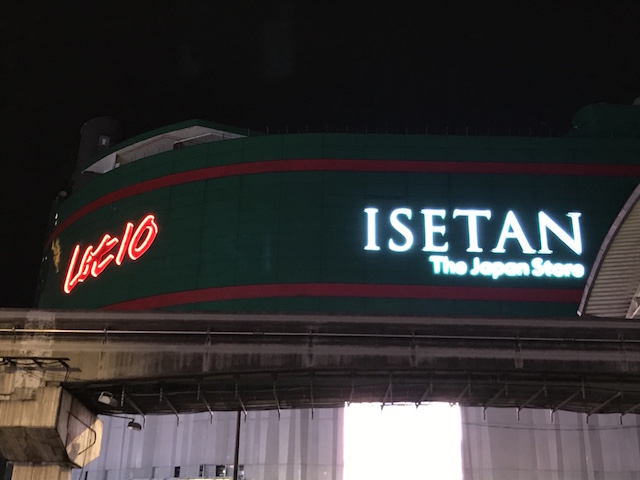 Lot 10
ISETAN
The Japan Store